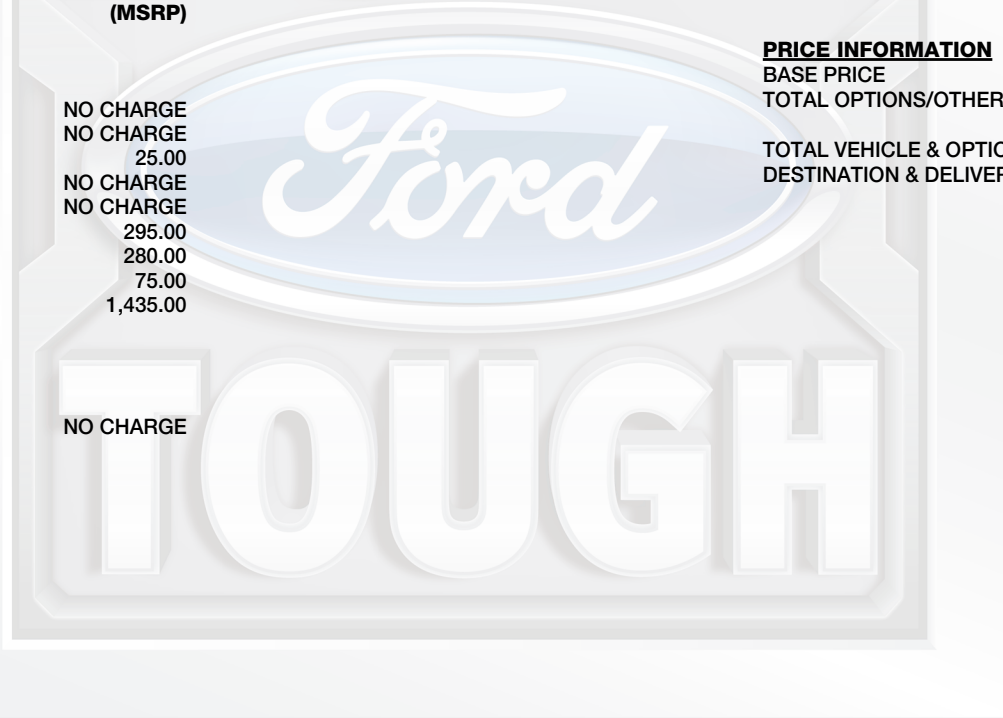 (MSRP)
NO CHARGE
NO CHARGE
25.00
NO CHARGE
NO CHARGE
295.00
280.00
75.00
1,435.00
NO CHARGE
PRICE INFORMATION
BASE PRICE
TOTAL OPTIONS/OTHER
TOTAL VEHICLE & OPTIO
DESTINATION & DELIVER
Ford
TOUGH